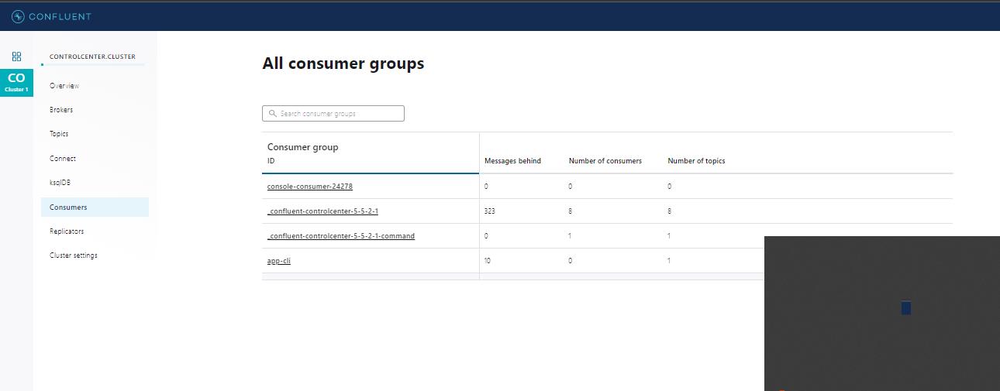 CONFLUENT
CO
Cluster 1
CONTROLCENTER.CLUSTER
Overview
Brokers
Topics
Connect
ksqlDB
Consumers
Replicators
Cluster settings
All consumer groups
Search consumer groups
Consumer group
ID Messages behind Number of consumers Number of topics
console-consumer-24278 0 0 0
_confluent-controlcenter-5-5-2-1 323 8 8
_confluent-controlcenter-5-5-2-1-command 0 1 1
app-cli 10 0 1